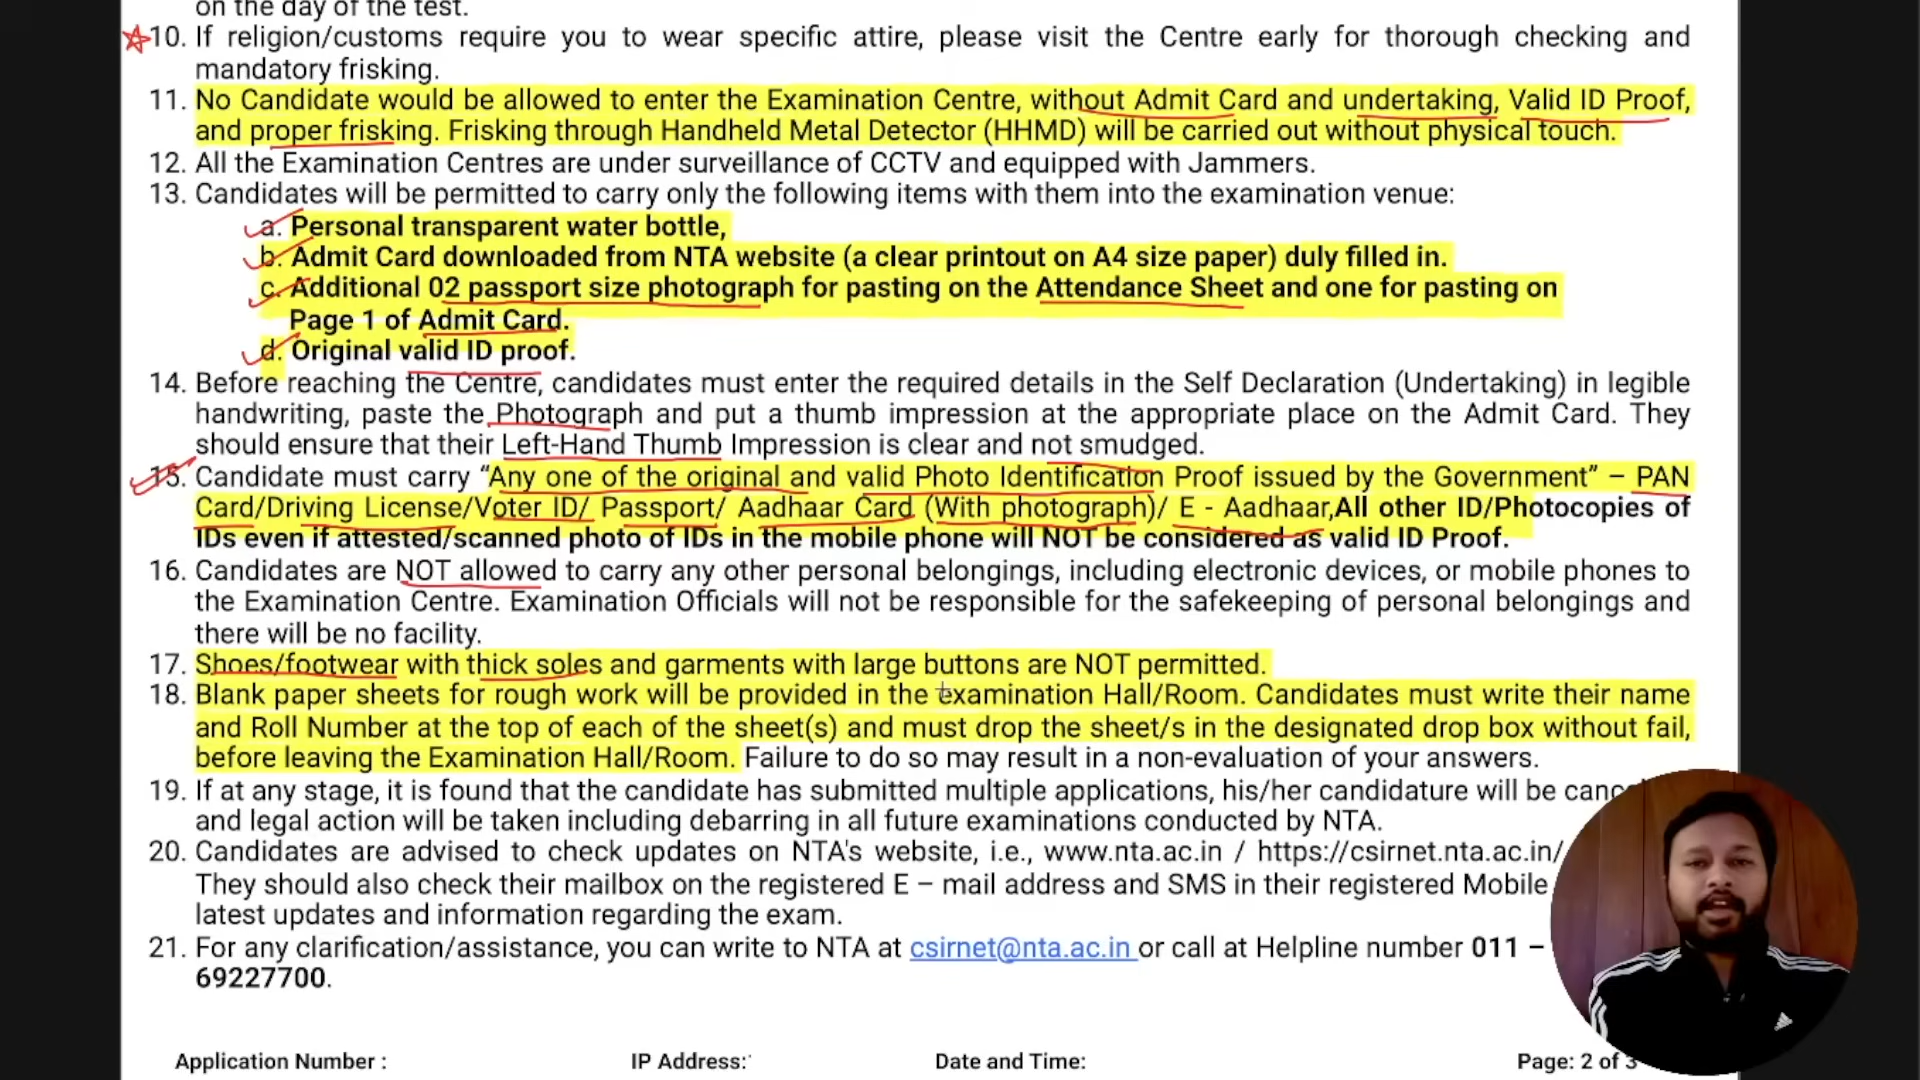 on the day of the test.
10. If religion/customs require you to wear specific attire, please visit the Centre early for thorough checking and
mandatory frisking.
11. No Candidate would be allowed to enter the Examination Centre, without Admit Card and undertaking, Valid ID Proof,
and proper frisking. Frisking through Handheld Metal Detector (HHMD) will be carried out without physical touch.
12. All the Examination Centres are under surveillance of CCTV and equipped with Jammers.
13. Candidates will be permitted to carry only the following items with them into the examination venue:
a. Personal transparent water bottle,
b. Admit Card downloaded from NTA website (a clear printout on A4 size paper) duly filled in.
c. Additional 02 passport size photograph for pasting on the Attendance Sheet and one for pasting on
Page 1 of Admit Card.
d. Original valid ID proof.
14. Before reaching the Centre, candidates must enter the required details in the Self Declaration (Undertaking) in legible
handwriting, paste the Photograph and put a thumb impression at the appropriate place on the Admit Card. They
should ensure that their Left-Hand Thumb Impression is clear and not smudged.
15. Candidate must carry “Any one of the original and valid Photo Identification Proof issued by the Government” – PAN
Card/Driving License/Voter ID/ Passport/ Aadhaar Card (With photograph)/ E - Aadhaar,All other ID/Photocopies of
IDs even if attested/scanned photo of IDs in the mobile phone will NOT be considered as valid ID Proof.
16. Candidates are NOT allowed to carry any other personal belongings, including electronic devices, or mobile phones to
the Examination Centre. Examination Officials will not be responsible for the safekeeping of personal belongings and
there will be no facility.
17. Shoes/footwear with thick soles and garments with large buttons are NOT permitted.
18. Blank paper sheets for rough work will be provided in the examination Hall/Room. Candidates must write their name
and Roll Number at the top of each of the sheet(s) and must drop the sheet/s in the designated drop box without fail,
before leaving the Examination Hall/Room. Failure to do so may result in a non-evaluation of your answers.
19. If at any stage, it is found that the candidate has submitted multiple applications, his/her candidature will be
and legal action will be taken including debarring in all future examinations conducted by NTA.
20. Candidates are advised to check updates on NTA's website, i.e., www.nta.ac.in / https://csirnet.nta.ac.in/
They should also check their mailbox on the registered E – mail address and SMS in their registered Mobile
latest updates and information regarding the exam.
21. For any clarification/assistance, you can write to NTA at csirnet@nta.ac.in or call at Helpline number 011 –
69227700.
Application Number : IP Address: Date and Time: Page: 2 of 3